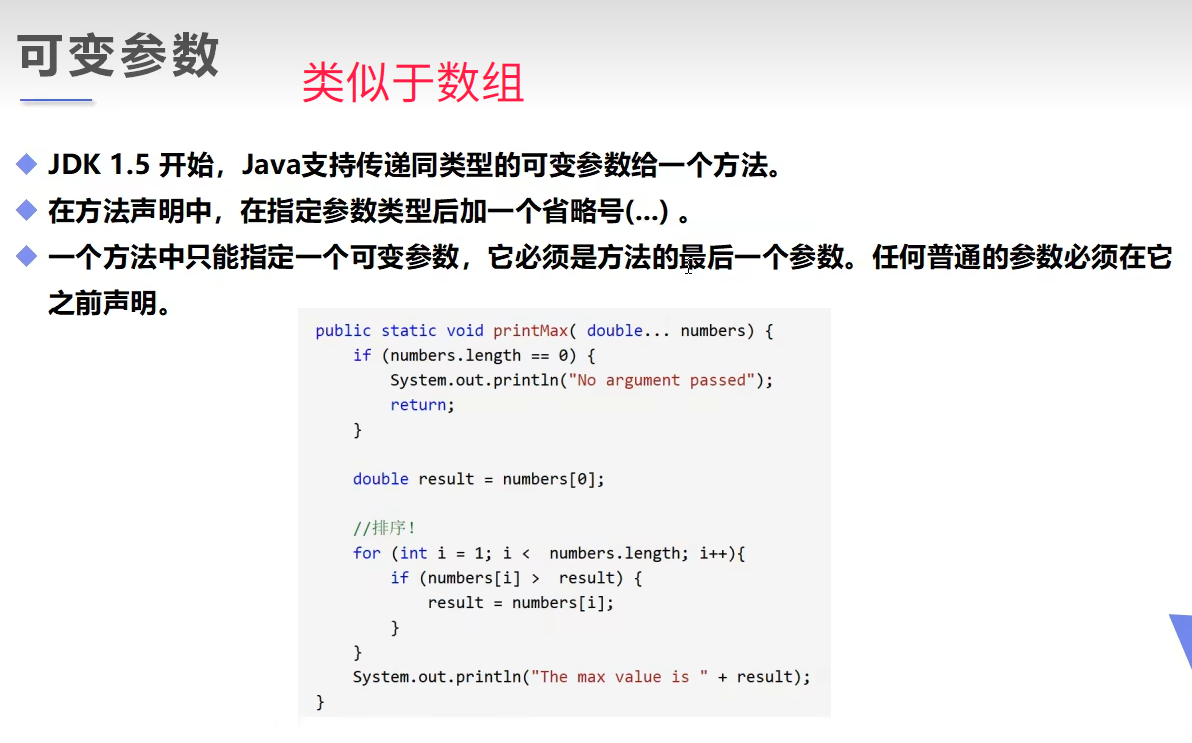 可变参数
类似于数组
JDK 1.5 开始，Java支持传递同类型的可变参数给一个方法。
在方法声明中，在指定参数类型后加一个省略号(...) 。
一个方法中只能指定一个可变参数，它必须是方法的最后一个参数。任何普通的参数必须在它
之前声明。
public static void printMax( double... numbers) {
    if (numbers.length == 0) {
        System.out.println("No argument passed");
        return;
    }
    double result = numbers[0];
    //排序！
    for (int i = 1; i <  numbers.length; i++){
        if (numbers[i] >  result) {
            result = numbers[i];
        }
    }
    System.out.println("The max value is " + result);
}